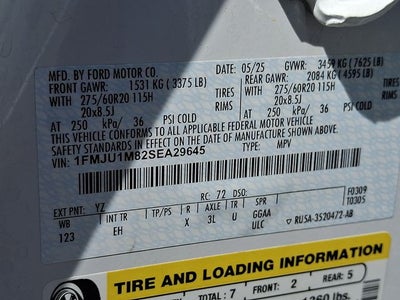 MFD. BY FORD MOTOR CO. 05/25 GVWR: 3459 KG (7625 LB)
FRONT GAWR: 1531 KG (3375 LB) REAR GAWR: 2084 KG (4595 LB)
WITH 275/60R20 115H TIRES WITH 275/60R20 115H TIRES
20x8.5J RIMS 20x8.5J RIMS
AT 250 kPa/ 36 PSI COLD AT 250 kPa/ 36 PSI COLD
THIS VEHICLE CONFORMS TO ALL APPLICABLE FEDERAL MOTOR VEHICLE
SAFETY STANDARDS IN EFFECT ON THE DATE OF MANUFACTURE SHOWN ABOVE.
VIN: 1FMJU1M82SEA29645 TYPE: MPV
F0309
T0305
EXT PNT: YZ RC: 72 DSO:
WB INT TR TP/PS R AXLE TR SPR
123 EH X 3L U GGAA RU5A-3520472-AB
ULC
TIRE AND LOADING INFORMATION
TOTAL: 7 FRONT: 2 REAR: 5
lbs.